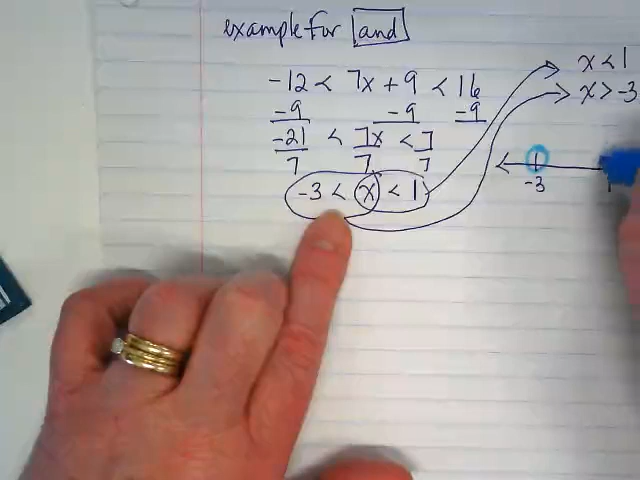 example for and
-12 < 7x + 9 < 16
-9 -9 -9
-21 < 7x < 7
7 7 7
-3 < x < 1
x < 1
x > -3
-3